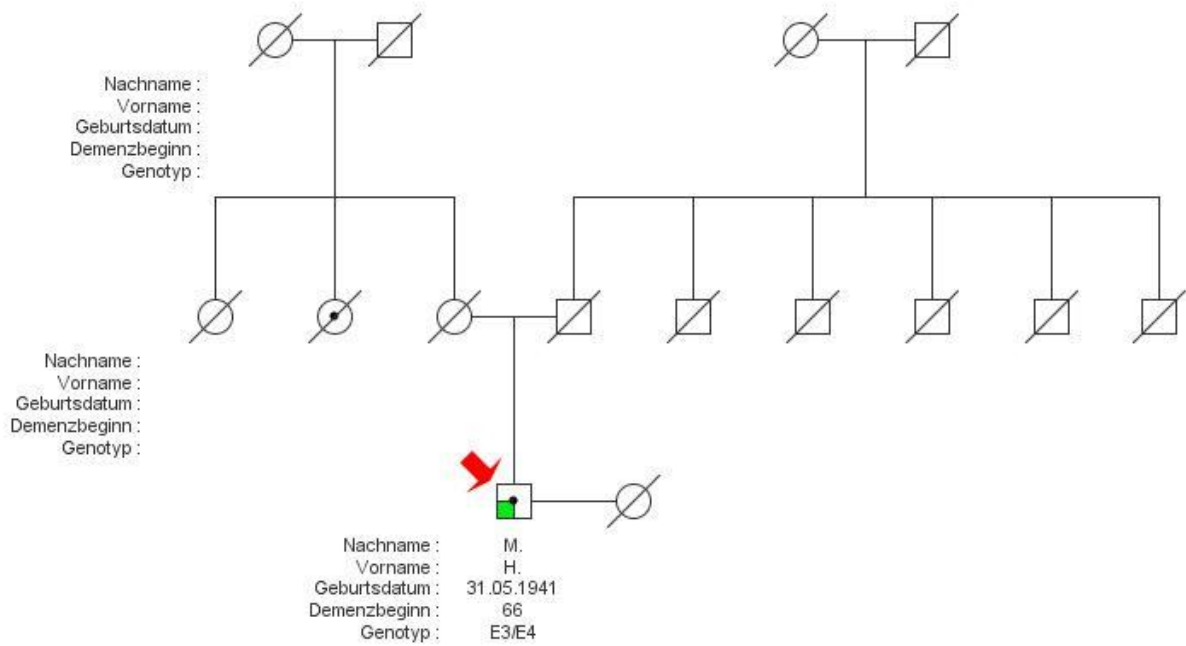 Nachname :
Vorname :
Geburtsdatum :
Demenzbeginn :
Genotyp :
Nachname :
Vorname :
Geburtsdatum :
Demenzbeginn :
Genotyp :
Nachname : M.
Vorname : H.
Geburtsdatum : 31.05.1941
Demenzbeginn : 66
Genotyp : E3/E4